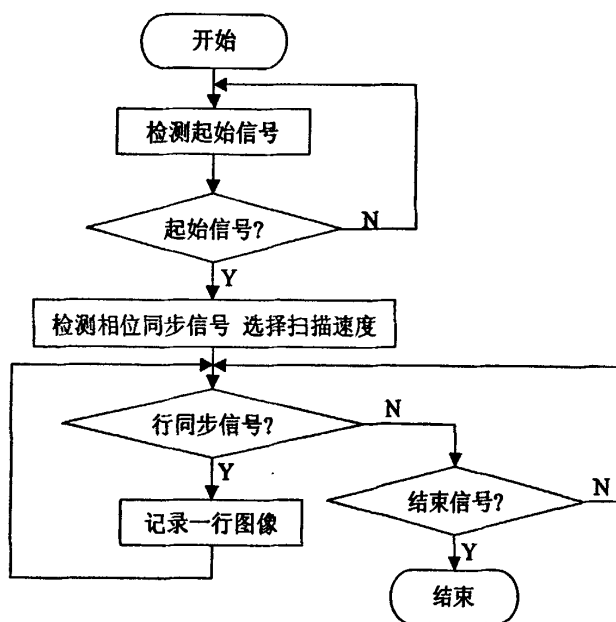 开始
检测起始信号
起始信号?
N
Y
检测相位同步信号 选择扫描速度
行同步信号?
N
Y
结束信号?
N
记录一行图像
Y
结束